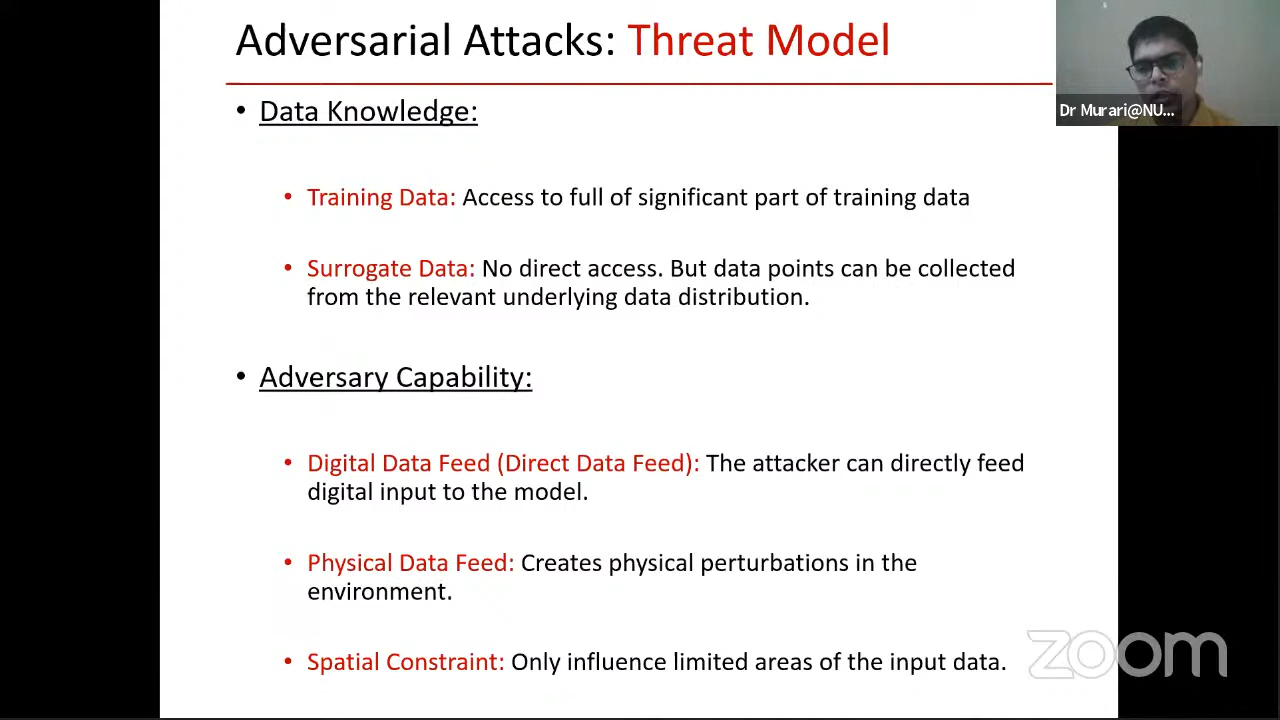 Adversarial Attacks: Threat Model
Dr Murari@NU...
• Data Knowledge:
• Training Data: Access to full of significant part of training data
• Surrogate Data: No direct access. But data points can be collected
from the relevant underlying data distribution.
• Adversary Capability:
• Digital Data Feed (Direct Data Feed): The attacker can directly feed
digital input to the model.
• Physical Data Feed: Creates physical perturbations in the
environment.
• Spatial Constraint: Only influence limited areas of the input data.
zoom